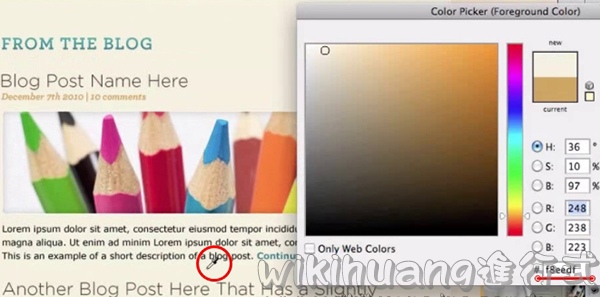 FROM THE BLOG
Blog Post Name Here
December 7th 2010 | 10 comments
Lorem ipsum dolor sit amet, consectetur eiusmod tempor incidid
magna aliqua. Ut enim ad minim Lorem ipsum dolor sit amet,
This is an example of a short description of a blog post. Continu
Another Blog Post Here That Has a Slightly
Color Picker (Foreground Color)
new
current
H: 36 °
S: 10 %
B: 97 %
R: 248
G: 238
B: 223
f8eedf
Only Web Colors
wikihuang進行式